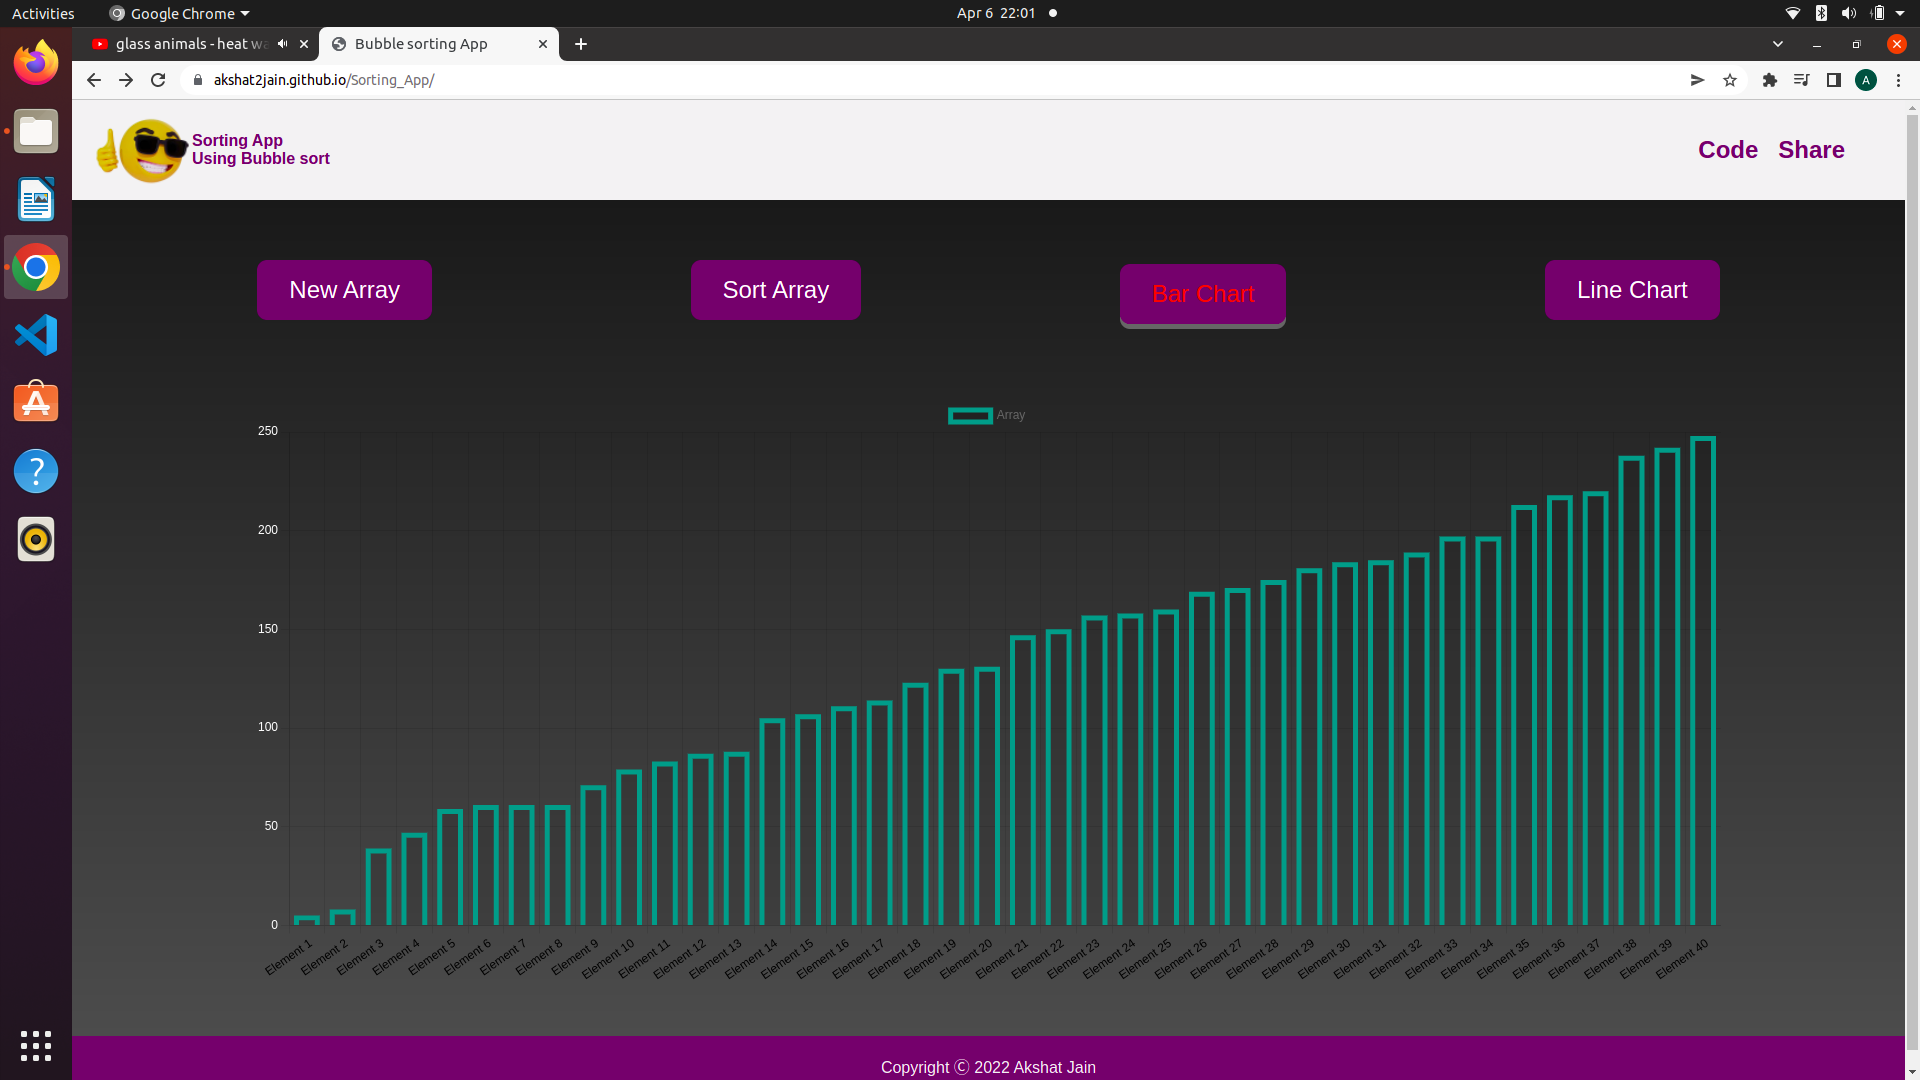 Activities
Google Chrome
Apr 6 22:01
glass animals - heat wa
Bubble sorting App
akshat2jain.github.io/Sorting_App/
A
Sorting App
Using Bubble sort
Code
Share
New Array
Sort Array
Bar Chart
Line Chart
Array
250
200
150
100
50
0
Element 1
Element 2
Element 3
Element 4
Element 5
Element 6
Element 7
Element 8
Element 9
Element 10
Element 11
Element 12
Element 13
Element 14
Element 15
Element 16
Element 17
Element 18
Element 19
Element 20
Element 21
Element 22
Element 23
Element 24
Element 25
Element 26
Element 27
Element 28
Element 29
Element 30
Element 31
Element 32
Element 33
Element 34
Element 35
Element 36
Element 37
Element 38
Element 39
Element 40
Copyright Ⓒ 2022 Akshat Jain